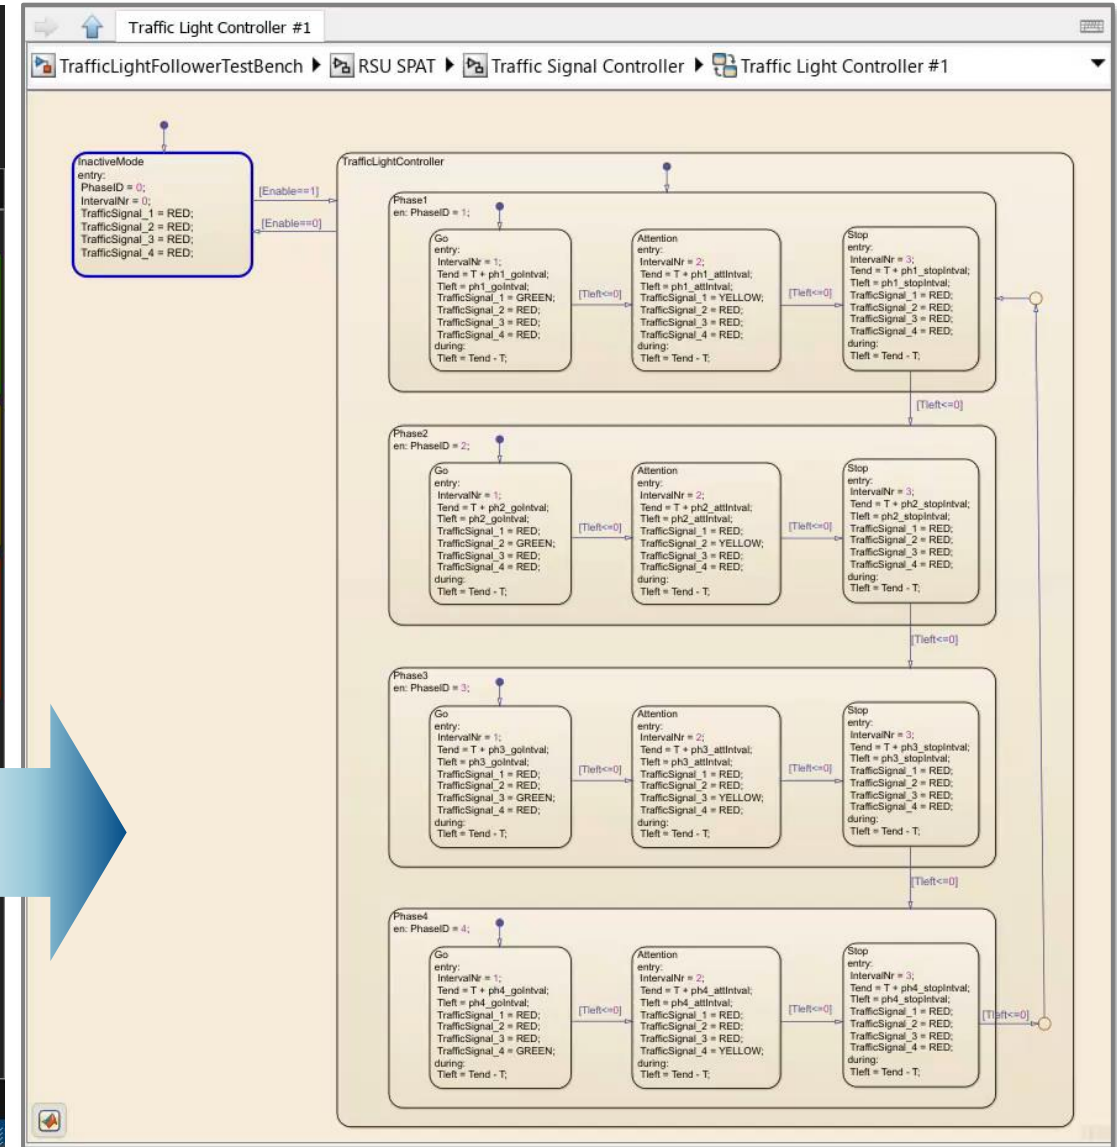 Traffic Light Controller #1
TrafficLightFollowerTestBench RSU SPAT Traffic Signal Controller Traffic Light Controller #1
InactiveMode
entry:
PhaseID = 0;
IntervalNr = 0;
TrafficSignal_1 = RED;
TrafficSignal_2 = RED;
TrafficSignal_3 = RED;
TrafficSignal_4 = RED;
[Enable==1]
[Enable==0]
TrafficLightController
Phase1
en: PhaseID = 1;
Go
entry:
IntervalNr = 1;
Tend = T + ph1_goIntval;
Tleft = ph1_goIntval;
TrafficSignal_1 = GREEN;
TrafficSignal_2 = RED;
TrafficSignal_3 = RED;
TrafficSignal_4 = RED;
during:
Tleft = Tend - T;
[Tleft<=0]
Attention
entry:
IntervalNr = 2;
Tend = T + ph1_attIntval;
Tleft = ph1_attIntval;
TrafficSignal_1 = YELLOW;
TrafficSignal_2 = RED;
TrafficSignal_3 = RED;
TrafficSignal_4 = RED;
during:
Tleft = Tend - T;
[Tleft<=0]
Stop
entry:
IntervalNr = 3;
Tend = T + ph1_stopIntval;
Tleft = ph1_stopIntval;
TrafficSignal_1 = RED;
TrafficSignal_2 = RED;
TrafficSignal_3 = RED;
TrafficSignal_4 = RED;
during:
Tleft = Tend - T;
[Tleft<=0]
Phase2
en: PhaseID = 2;
Go
entry:
IntervalNr = 1;
Tend = T + ph2_goIntval;
Tleft = ph2_goIntval;
TrafficSignal_1 = RED;
TrafficSignal_2 = GREEN;
TrafficSignal_3 = RED;
TrafficSignal_4 = RED;
during:
Tleft = Tend - T;
[Tleft<=0]
Attention
entry:
IntervalNr = 2;
Tend = T + ph2_attIntval;
Tleft = ph2_attIntval;
TrafficSignal_1 = RED;
TrafficSignal_2 = YELLOW;
TrafficSignal_3 = RED;
TrafficSignal_4 = RED;
during:
Tleft = Tend - T;
[Tleft<=0]
Stop
entry:
IntervalNr = 3;
Tend = T + ph2_stopIntval;
Tleft = ph2_stopIntval;
TrafficSignal_1 = RED;
TrafficSignal_2 = RED;
TrafficSignal_3 = RED;
TrafficSignal_4 = RED;
during:
Tleft = Tend - T;
[Tleft<=0]
Phase3
en: PhaseID = 3;
Go
entry:
IntervalNr = 1;
Tend = T + ph3_goIntval;
Tleft = ph3_goIntval;
TrafficSignal_1 = RED;
TrafficSignal_2 = RED;
TrafficSignal_3 = GREEN;
TrafficSignal_4 = RED;
during:
Tleft = Tend - T;
[Tleft<=0]
Attention
entry:
IntervalNr = 2;
Tend = T + ph3_attIntval;
Tleft = ph3_attIntval;
TrafficSignal_1 = RED;
TrafficSignal_2 = RED;
TrafficSignal_3 = YELLOW;
TrafficSignal_4 = RED;
during:
Tleft = Tend - T;
[Tleft<=0]
Stop
entry:
IntervalNr = 3;
Tend = T + ph3_stopIntval;
Tleft = ph3_stopIntval;
TrafficSignal_1 = RED;
TrafficSignal_2 = RED;
TrafficSignal_3 = RED;
TrafficSignal_4 = RED;
during:
Tleft = Tend - T;
[Tleft<=0]
Phase4
en: PhaseID = 4;
Go
entry:
IntervalNr = 1;
Tend = T + ph4_goIntval;
Tleft = ph4_goIntval;
TrafficSignal_1 = RED;
TrafficSignal_2 = RED;
TrafficSignal_3 = RED;
TrafficSignal_4 = GREEN;
during:
Tleft = Tend - T;
[Tleft<=0]
Attention
entry:
IntervalNr = 2;
Tend = T + ph4_attIntval;
Tleft = ph4_attIntval;
TrafficSignal_1 = RED;
TrafficSignal_2 = RED;
TrafficSignal_3 = RED;
TrafficSignal_4 = YELLOW;
during:
Tleft = Tend - T;
[Tleft<=0]
Stop
entry:
IntervalNr = 3;
Tend = T + ph4_stopIntval;
Tleft = ph4_stopIntval;
TrafficSignal_1 = RED;
TrafficSignal_2 = RED;
TrafficSignal_3 = RED;
TrafficSignal_4 = RED;
during:
Tleft = Tend - T;
[Tleft<=0]